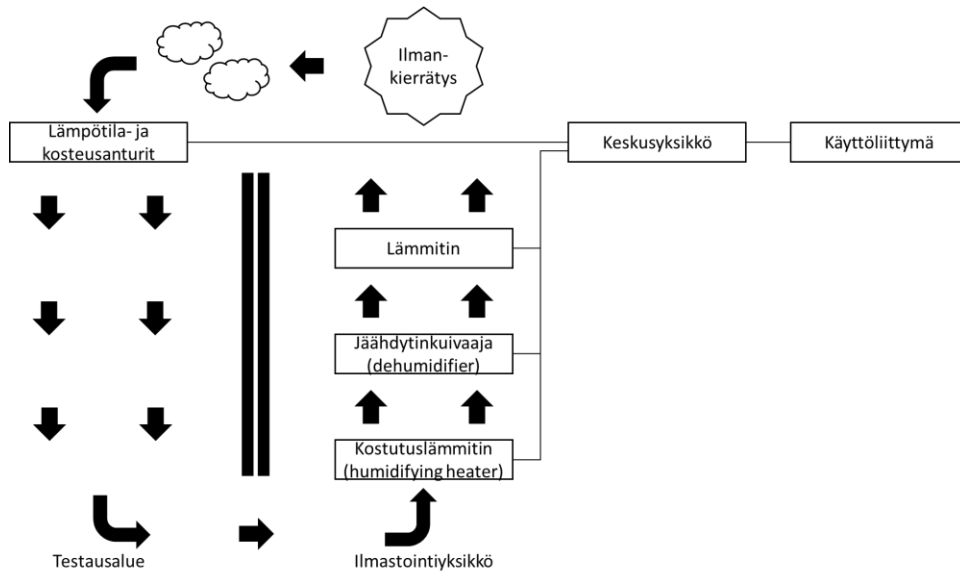 Ilman-
kierrätys
Lämpötila- ja
kosteusanturit
Keskusyksikkö
Käyttöliittymä
Lämmitin
Jäähdytinkuivaaja
(dehumidifier)
Kostutuslämmitin
(humidifying heater)
Testausalue
Ilmastointiyksikkö